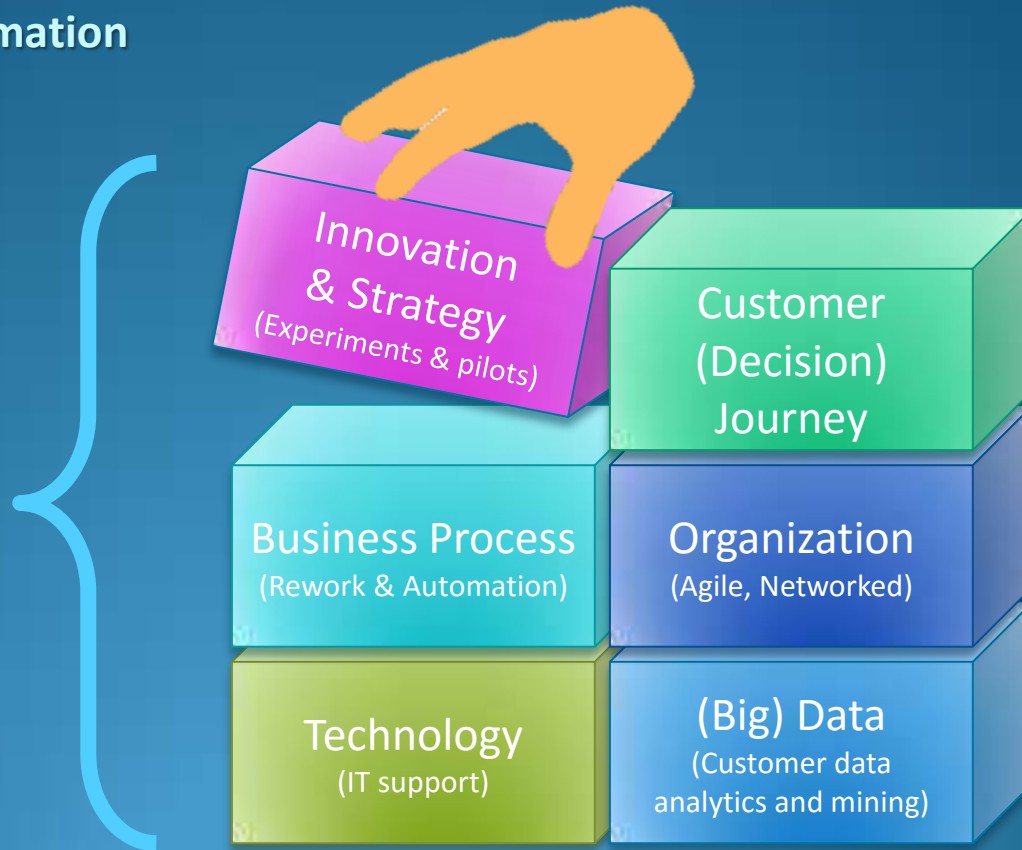 mation
Innovation
& Strategy
(Experiments & pilots)
Customer
(Decision)
Journey
Business Process
(Rework & Automation)
Organization
(Agile, Networked)
Technology
(IT support)
(Big) Data
(Customer data
analytics and mining)